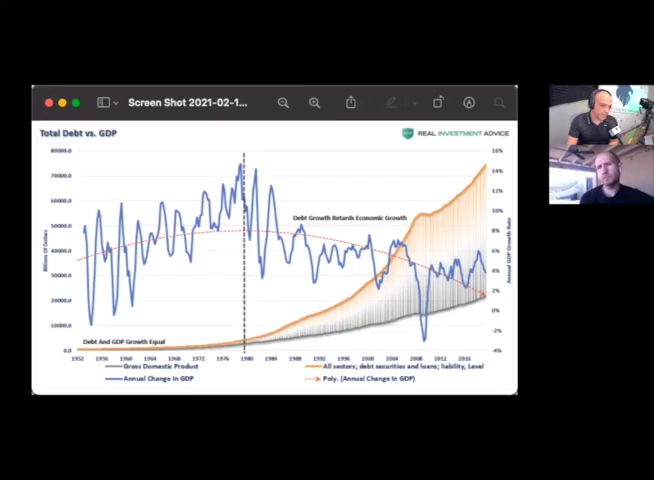 Screen Shot 2021-02-1...
Total Debt vs. GDP
REAL INVESTMENT ADVICE
80000.0
70000.0
60000.0
50000.0
40000.0
30000.0
20000.0
10000.0
0.0
Billions Of Dollars
16%
14%
12%
10%
8%
6%
4%
2%
0%
-2%
-4%
Annual GDP Growth Rate
Debt Growth Retards Economic Growth
Debt And GDP Growth Equal
1952 1956 1960 1964 1968 1972 1976 1980 1984 1988 1992 1996 2000 2004 2008 2012 2016
Gross Domestic Product
All sectors; debt securities and loans; liability, Level
Annual Change In GDP
Poly. (Annual Change In GDP)